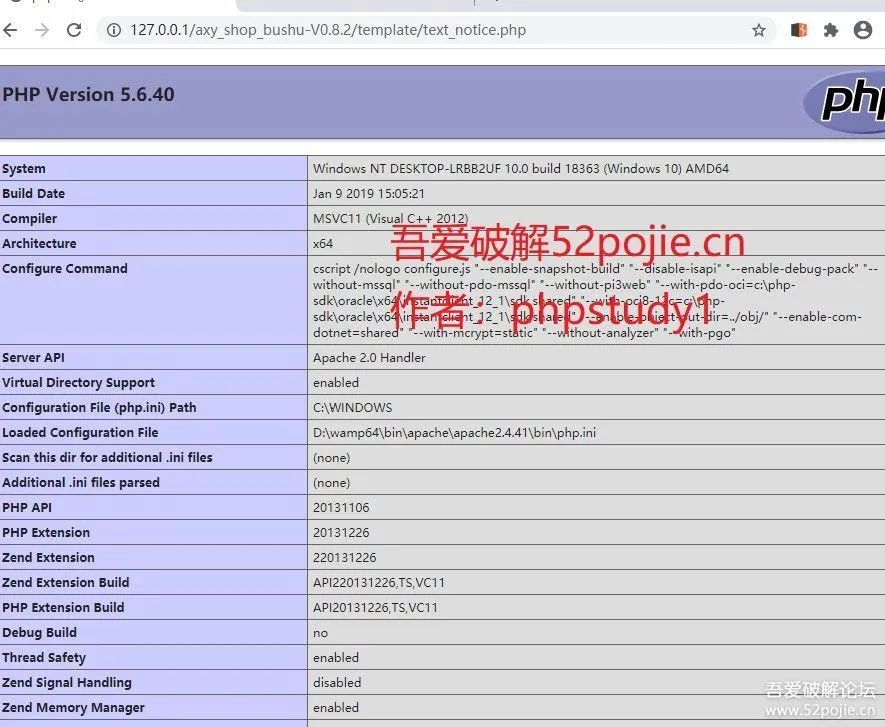 127.0.0.1/axy_shop_bushu-V0.8.2/template/text_notice.php
PHP Version 5.6.40
php
System Windows NT DESKTOP-LRBB2UF 10.0 build 18363 (Windows 10) AMD64
Build Date Jan 9 2019 15:05:21
Compiler MSVC11 (Visual C++ 2012)
吾爱破解52pojie.cn
Architecture x64
Configure Command cscript /nologo configure.js "--enable-snapshot-build" "--disable-isapi" "--enable-debug-pack" "--
without-mssql" "--without-pdo-mssql" "--without-pi3web" "--with-pdo-oci=c:\php-
sdk\oracle\x64\instantclient_12_1\sdk,shared" "--with-oci8-12c=c:\php-
sdk\oracle\x64\instantclient_12_1\sdk,shared" "--enable-object-out-dir=../obj/" "--enable-com-
dotnet=shared" "--with-mcrypt=static" "--without-analyzer" "--with-pgo"
作者：phpstudy1
Server API Apache 2.0 Handler
Virtual Directory Support enabled
Configuration File (php.ini) Path C:\WINDOWS
Loaded Configuration File D:\wamp64\bin\apache\apache2.4.41\bin\php.ini
Scan this dir for additional .ini files (none)
Additional .ini files parsed (none)
PHP API 20131106
PHP Extension 20131226
Zend Extension 220131226
Zend Extension Build API220131226,TS,VC11
PHP Extension Build API20131226,TS,VC11
Debug Build no
Thread Safety enabled
Zend Signal Handling disabled
Zend Memory Manager enabled
吾爱破解论坛
www.52pojie.cn